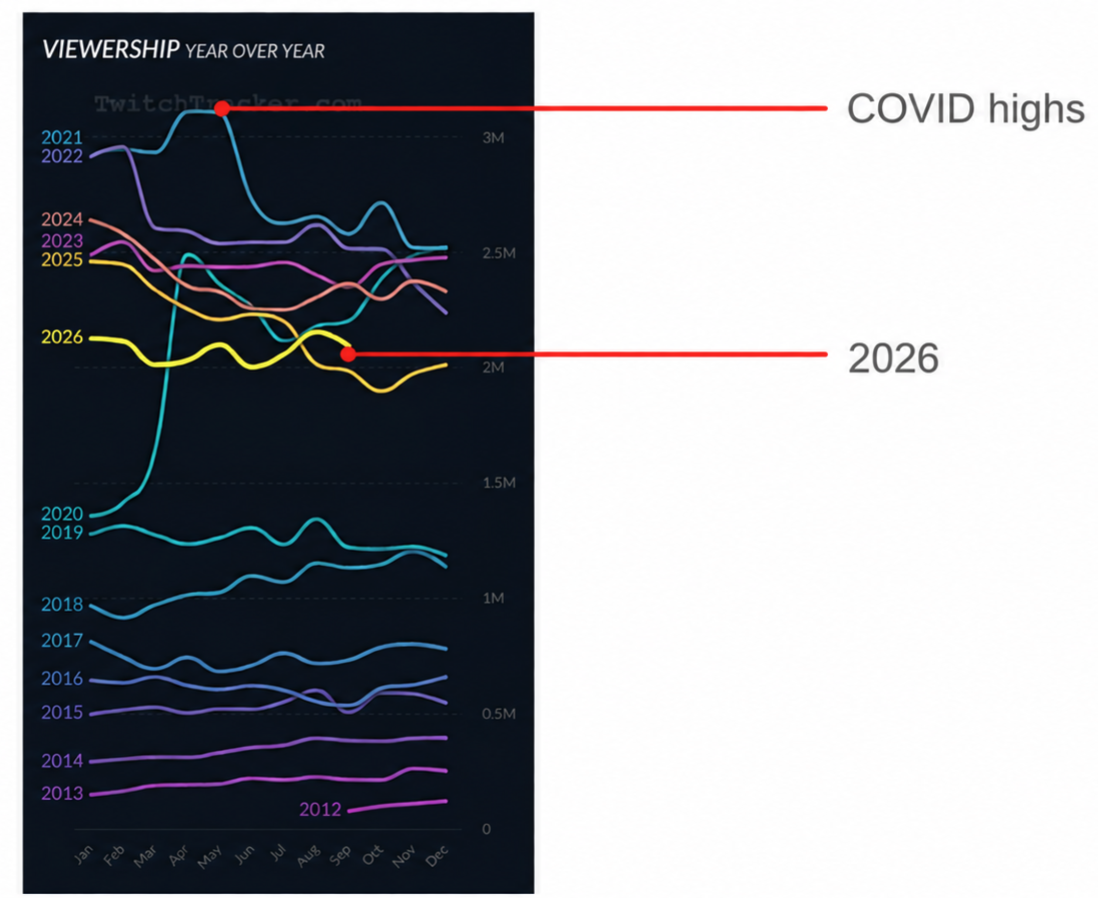 VIEWERSHIP YEAR OVER YEAR
TwitchTracker.com
COVID highs
2021
3M
2022
2024
2023
2.5M
2025
2026
2026
2M
1.5M
2020
2019
2018
1M
2017
2016
2015
0.5M
2014
2013
2012
0
Jan Feb Mar Apr May Jun Jul Aug Sep Ott Nov Dec